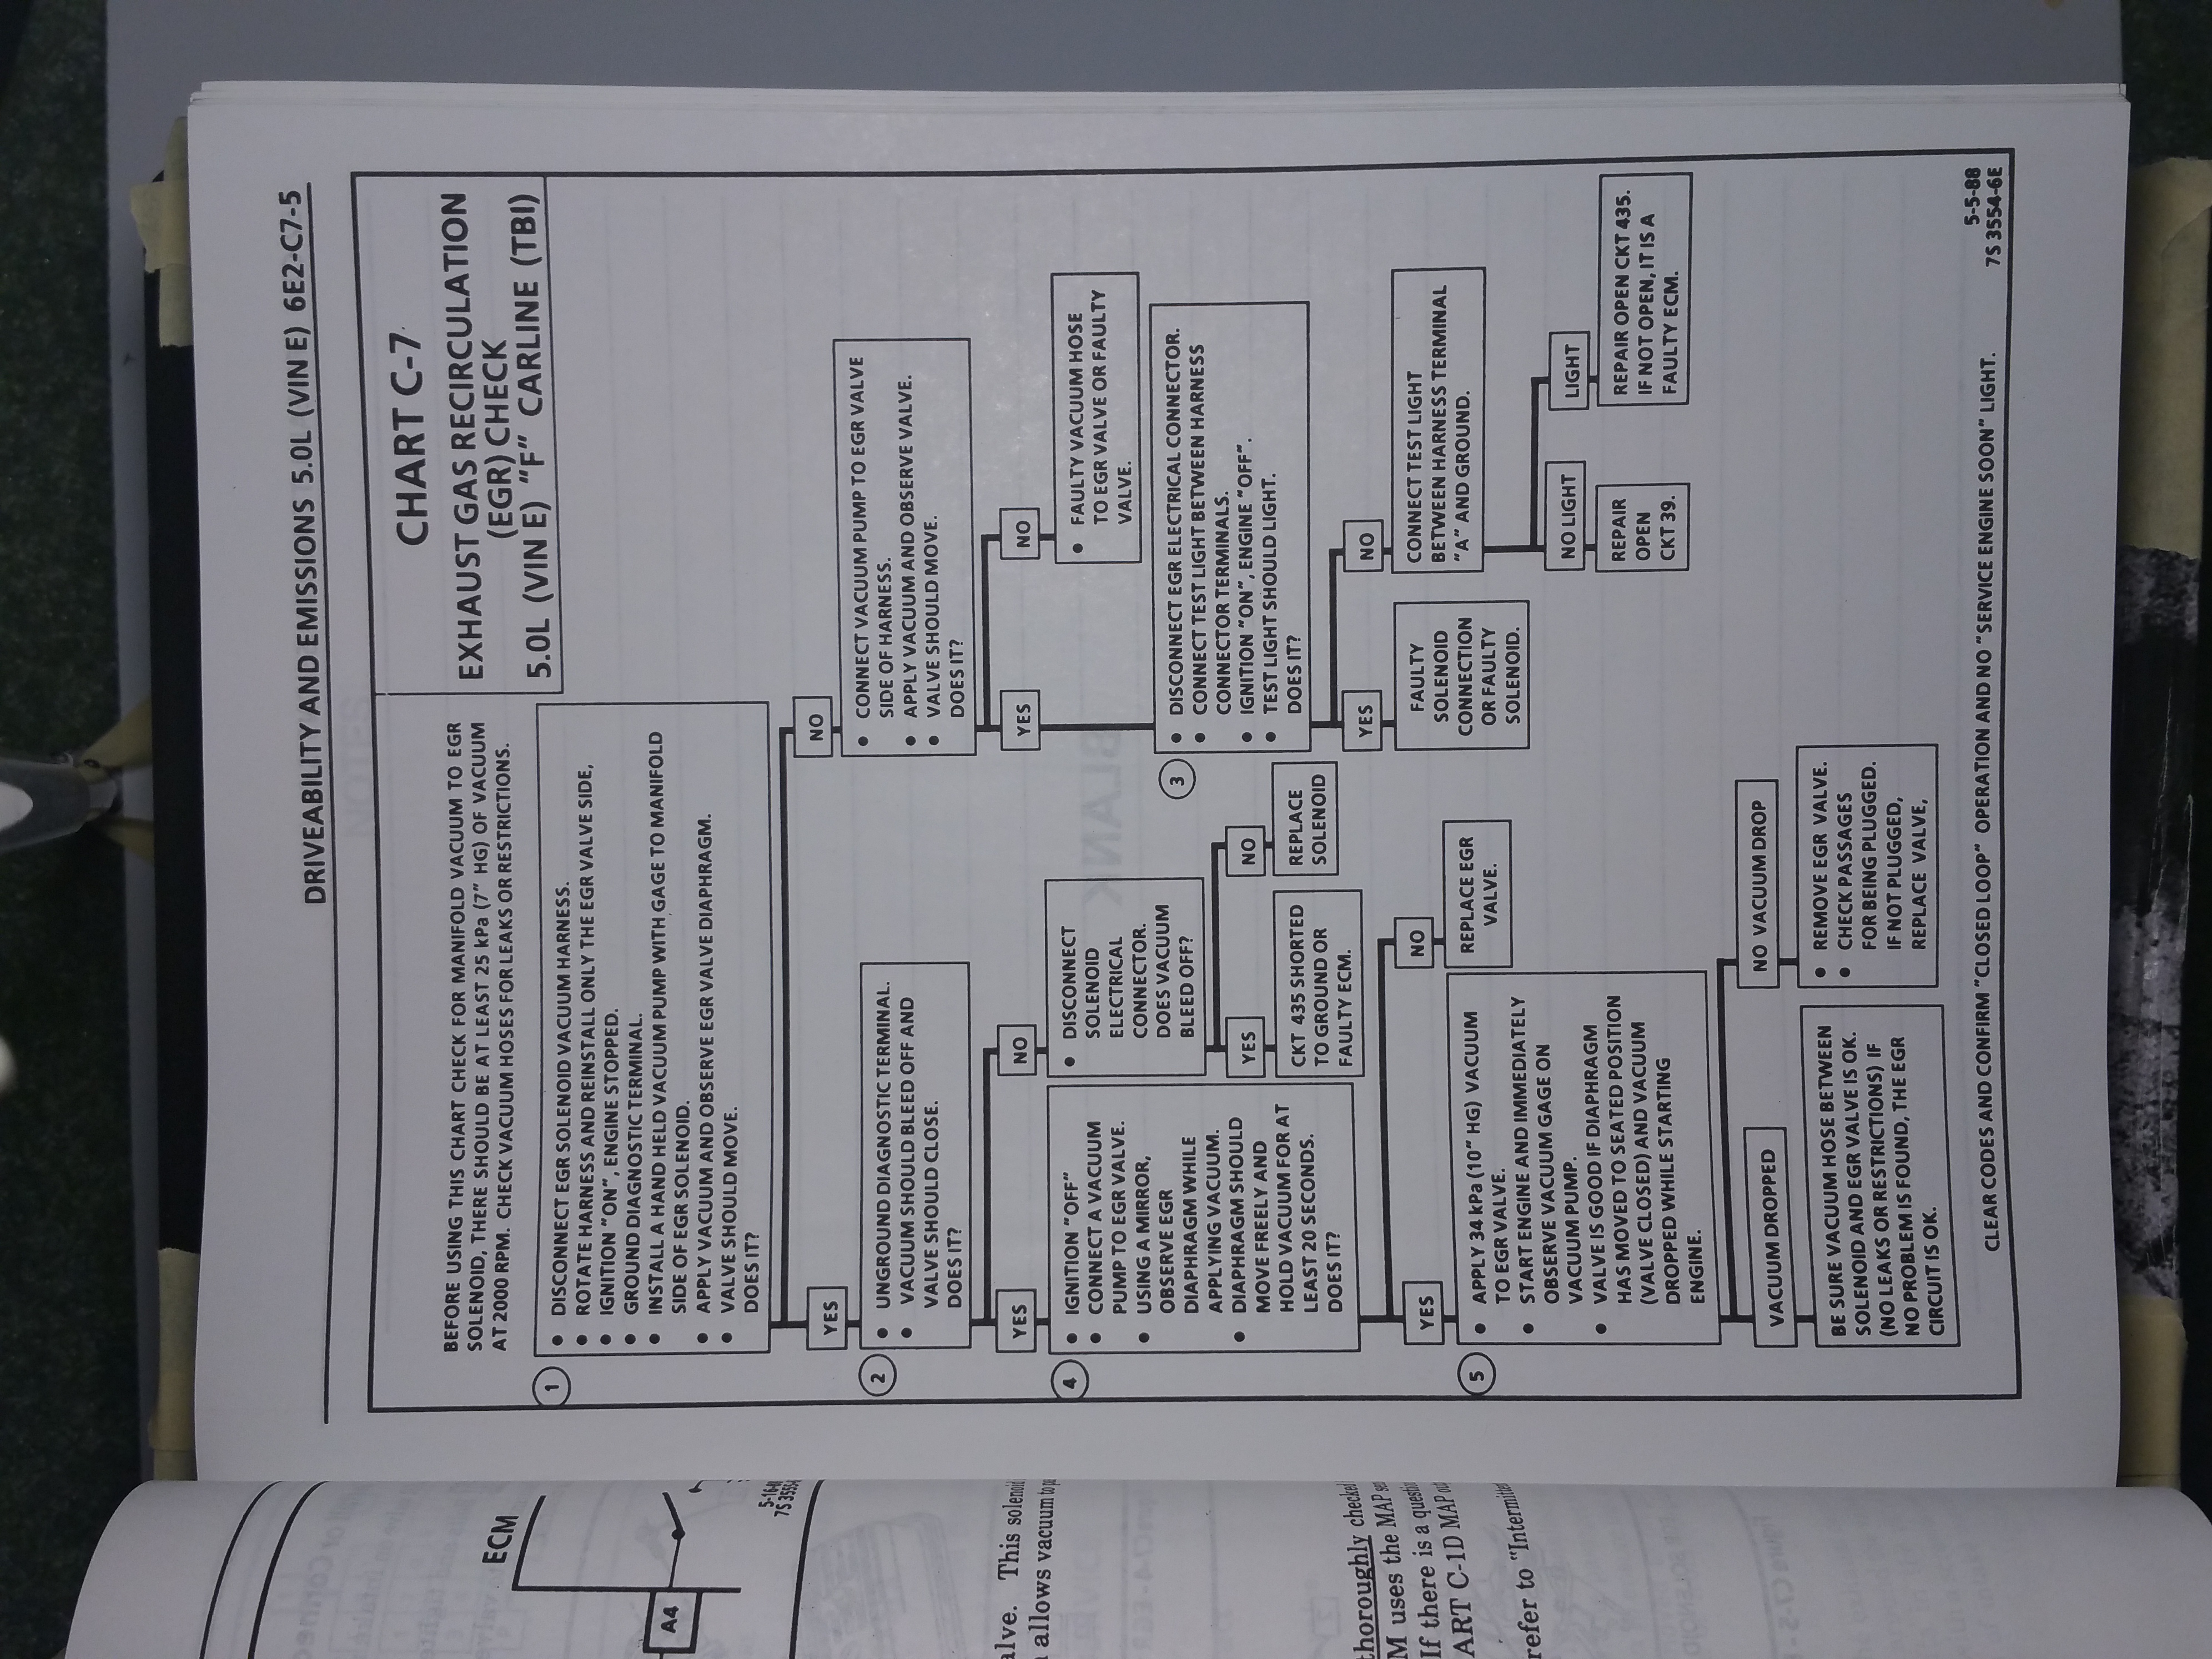 DRIVEABILITY AND EMISSIONS 5.0L (VIN E) 6E2-C7-5
CHART C-7
EXHAUST GAS RECIRCULATION
(EGR) CHECK
5.0L (VIN E) "F" CARLINE (TBI)
BEFORE USING THIS CHART CHECK FOR MANIFOLD VACUUM TO EGR
SOLENOID, THERE SHOULD BE AT LEAST 25 kPa (7" HG) OF VACUUM
AT 2000 RPM. CHECK VACUUM HOSES FOR LEAKS OR RESTRICTIONS.
1
• DISCONNECT EGR SOLENOID VACUUM HARNESS.
• ROTATE HARNESS AND REINSTALL ONLY THE EGR VALVE SIDE,
• IGNITION "ON", ENGINE STOPPED.
• GROUND DIAGNOSTIC TERMINAL.
• INSTALL A HAND HELD VACUUM PUMP WITH GAGE TO MANIFOLD
SIDE OF EGR SOLENOID.
• APPLY VACUUM AND OBSERVE EGR VALVE DIAPHRAGM.
• VALVE SHOULD MOVE.
DOES IT?
YES
NO
2
• UNGROUND DIAGNOSTIC TERMINAL.
• VACUUM SHOULD BLEED OFF AND
VALVE SHOULD CLOSE.
DOES IT?
• CONNECT VACUUM PUMP TO EGR VALVE
SIDE OF HARNESS.
• APPLY VACUUM AND OBSERVE VALVE.
• VALVE SHOULD MOVE.
DOES IT?
YES
NO
YES
NO
4
• IGNITION "OFF"
• CONNECT A VACUUM
PUMP TO EGR VALVE.
• USING A MIRROR,
OBSERVE EGR
DIAPHRAGM WHILE
APPLYING VACUUM.
• DIAPHRAGM SHOULD
MOVE FREELY AND
HOLD VACUUM FOR AT
LEAST 20 SECONDS.
DOES IT?
• DISCONNECT
SOLENOID
ELECTRICAL
CONNECTOR.
DOES VACUUM
BLEED OFF?
• FAULTY VACUUM HOSE
TO EGR VALVE OR FAULTY
VALVE.
YES
NO
CKT 435 SHORTED
TO GROUND OR
FAULTY ECM.
REPLACE
SOLENOID
3
• DISCONNECT EGR ELECTRICAL CONNECTOR.
• CONNECT TEST LIGHT BETWEEN HARNESS
CONNECTOR TERMINALS.
• IGNITION "ON", ENGINE "OFF".
• TEST LIGHT SHOULD LIGHT.
DOES IT?
YES
NO
FAULTY
SOLENOID
CONNECTION
OR FAULTY
SOLENOID.
CONNECT TEST LIGHT
BETWEEN HARNESS TERMINAL
"A" AND GROUND.
NO LIGHT
LIGHT
REPAIR
OPEN
CKT 39.
REPAIR OPEN CKT 435.
IF NOT OPEN, IT IS A
FAULTY ECM.
YES
NO
REPLACE EGR
VALVE.
5
• APPLY 34 kPa (10" HG) VACUUM
TO EGR VALVE.
• START ENGINE AND IMMEDIATELY
OBSERVE VACUUM GAGE ON
VACUUM PUMP.
• VALVE IS GOOD IF DIAPHRAGM
HAS MOVED TO SEATED POSITION
(VALVE CLOSED) AND VACUUM
DROPPED WHILE STARTING
ENGINE.
VACUUM DROPPED
NO VACUUM DROP
BE SURE VACUUM HOSE BETWEEN
SOLENOID AND EGR VALVE IS OK.
(NO LEAKS OR RESTRICTIONS) IF
NO PROBLEM IS FOUND, THE EGR
CIRCUIT IS OK.
• REMOVE EGR VALVE.
• CHECK PASSAGES
FOR BEING PLUGGED.
IF NOT PLUGGED,
REPLACE VALVE,
CLEAR CODES AND CONFIRM "CLOSED LOOP" OPERATION AND NO "SERVICE ENGINE SOON" LIGHT.
5-5-88
7S 3554-6E
ECM
A4
This solenoid
allows vacuum to
thoroughly checked
M uses the MAP
If there is a
ART C-1D MAP
refer to